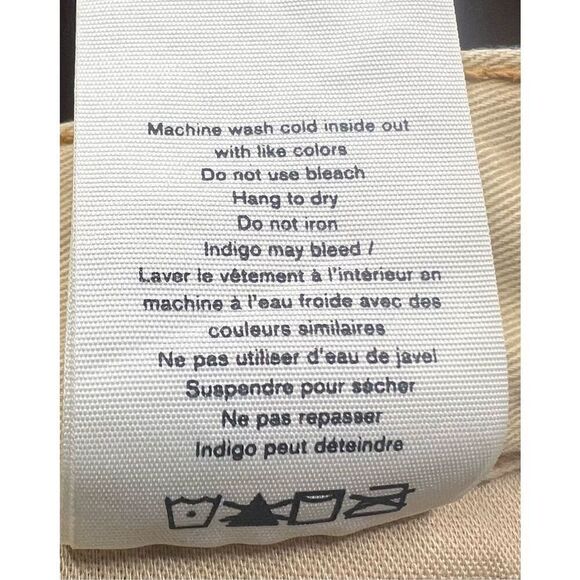 Machine wash cold inside out
with like colors
Do not use bleach
Hang to dry
Do not iron
Indigo may bleed /
Laver le vêtement à l'intérieur en
machine à l'eau froide avec des
couleurs similaires
Ne pas utiliser d'eau de javel
Suspendre pour sécher
Ne pas repasser
Indigo peut déteindre